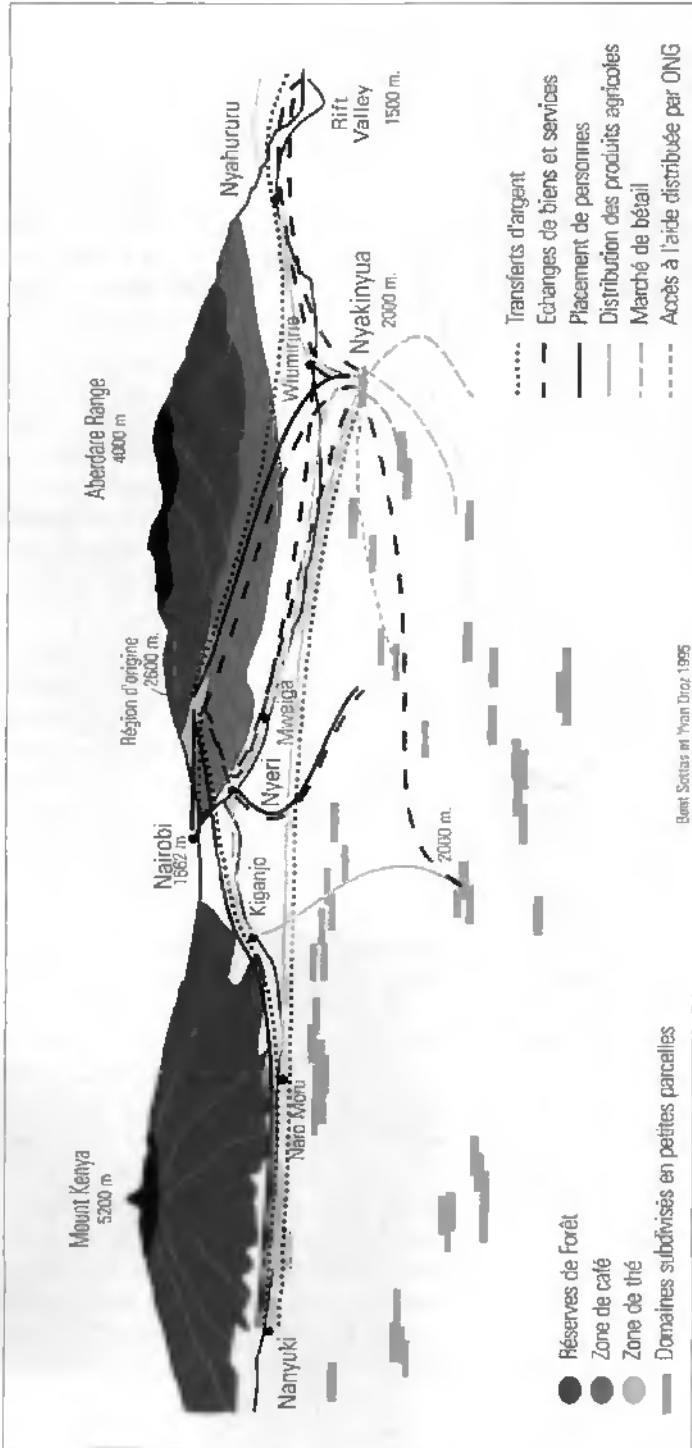 Mount Kenya
5200 m
Aberdare Range
4000 m
Région d'origine
2600 m.
Nairobi
1662 m
Nyahururu
Rift
Valley
1500 m.
Nanyuki
Naro Moru
Kiganjo
Nyeri
Mweiga
Wiumiririe
Nyakinyua
2000 m.
2000 m.
Réserves de Forêt
Zone de café
Zone de thé
Domaines subdivisés en petites parcelles
Transferts d'argent
Echanges de biens et services
Placement de personnes
Distribution des produits agricoles
Marché de bétail
Accès à l'aide distribuée par ONG
Beat Sottas et Yvan Droz 1995